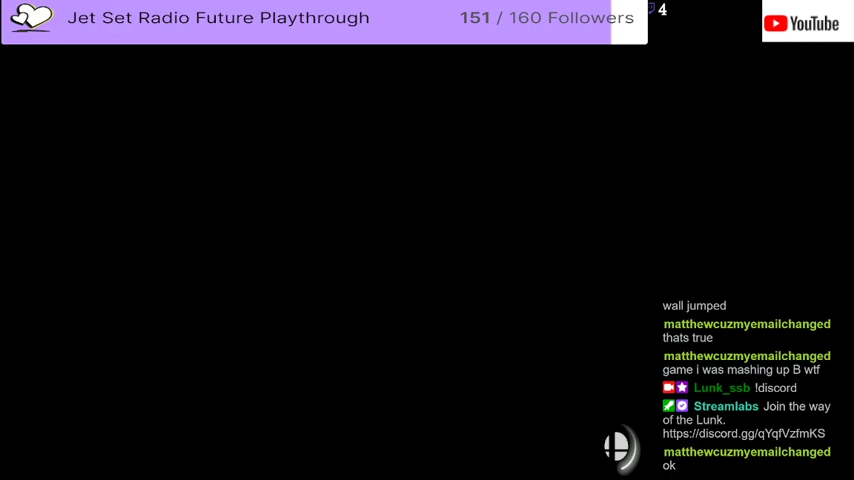 Jet Set Radio Future Playthrough 151 / 160 Followers
4
YouTube
wall jumped
matthewcuzmyemailchanged
thats true
matthewcuzmyemailchanged
game i was mashing up B wtf
Lunk_ssb !discord
Streamlabs Join the way
of the Lunk.
https://discord.gg/qYqfVzfmKS
matthewcuzmyemailchanged
ok